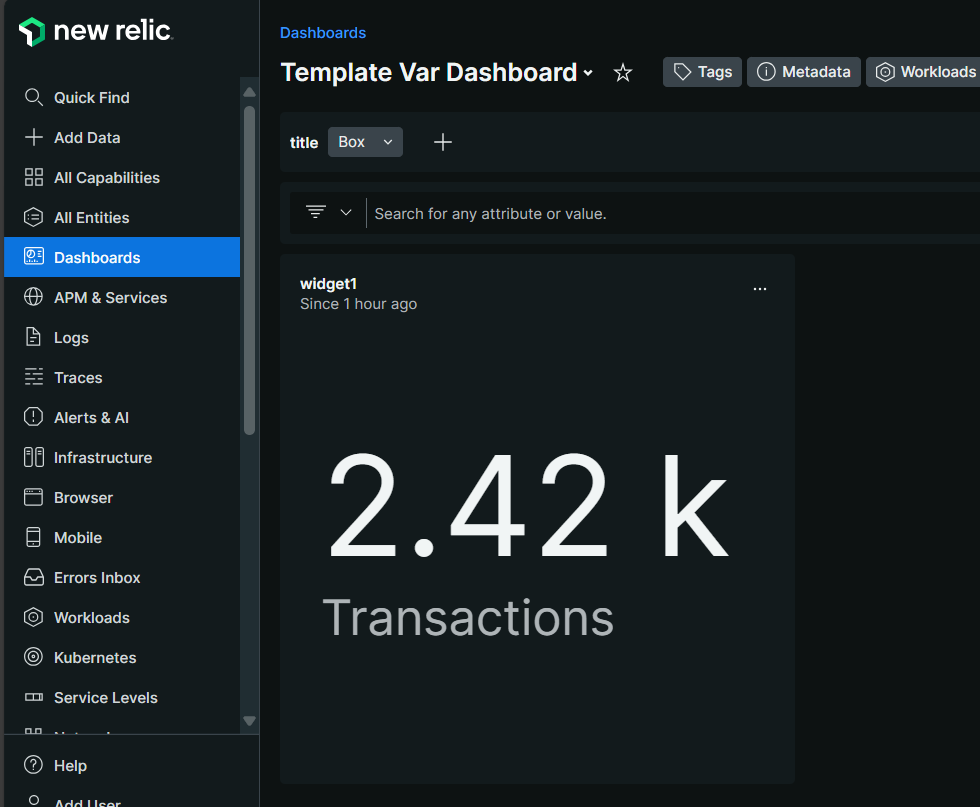 new relic
Quick Find
Add Data
All Capabilities
All Entities
Dashboards
APM & Services
Logs
Traces
Alerts & AI
Infrastructure
Browser
Mobile
Errors Inbox
Workloads
Kubernetes
Service Levels
Help
Add User
Dashboards
Template Var Dashboard
Tags
Metadata
Workloads
title
Box
Search for any attribute or value.
widget1
Since 1 hour ago
...
2.42 k
Transactions